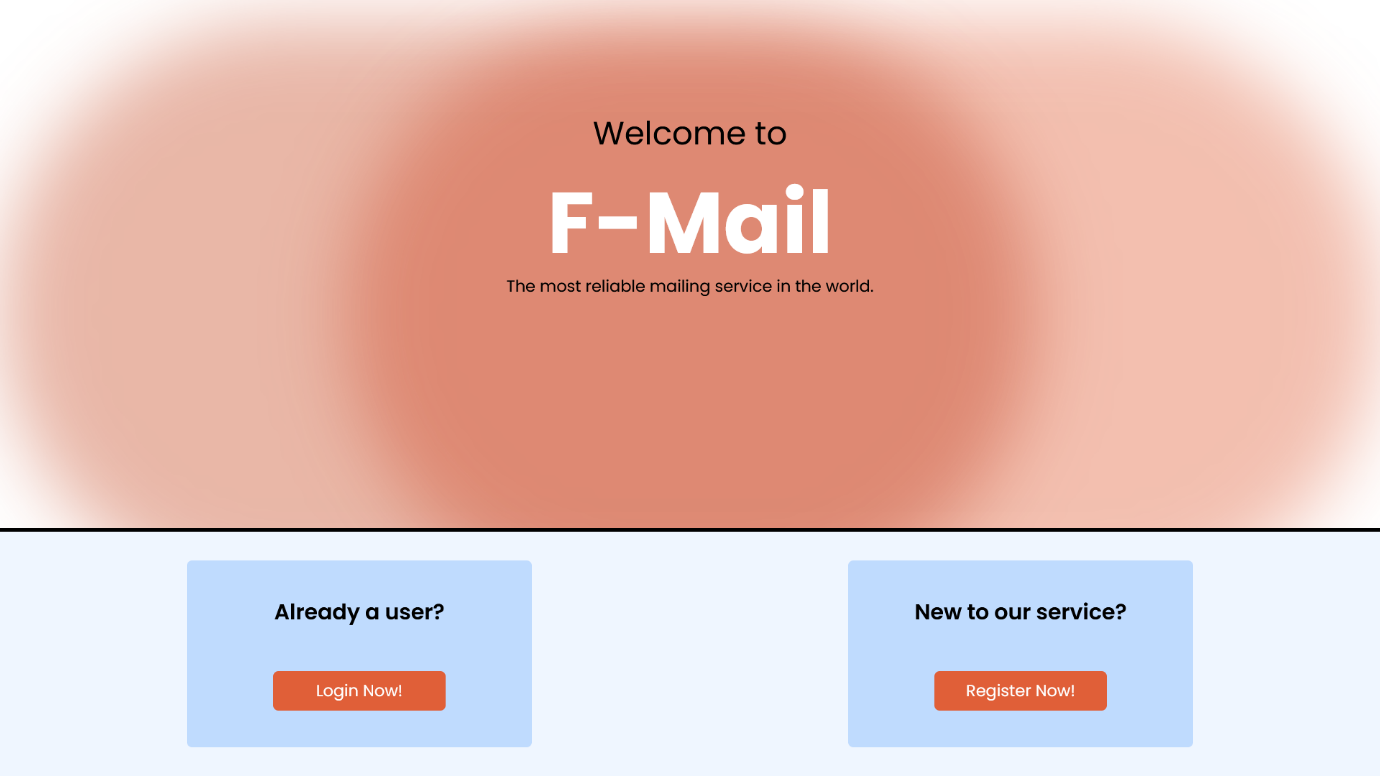 Welcome to
F-Mail
The most reliable mailing service in the world.
Already a user?
Login Now!
New to our service?
Register Now!